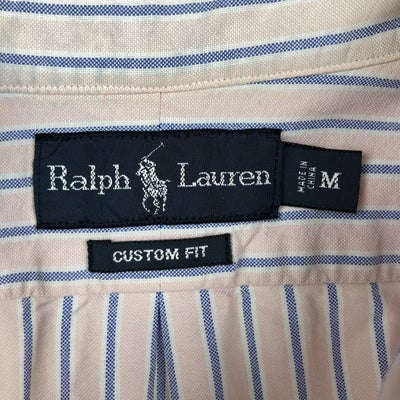 Ralph Lauren
MADE IN
CHINA
M
CUSTOM FIT